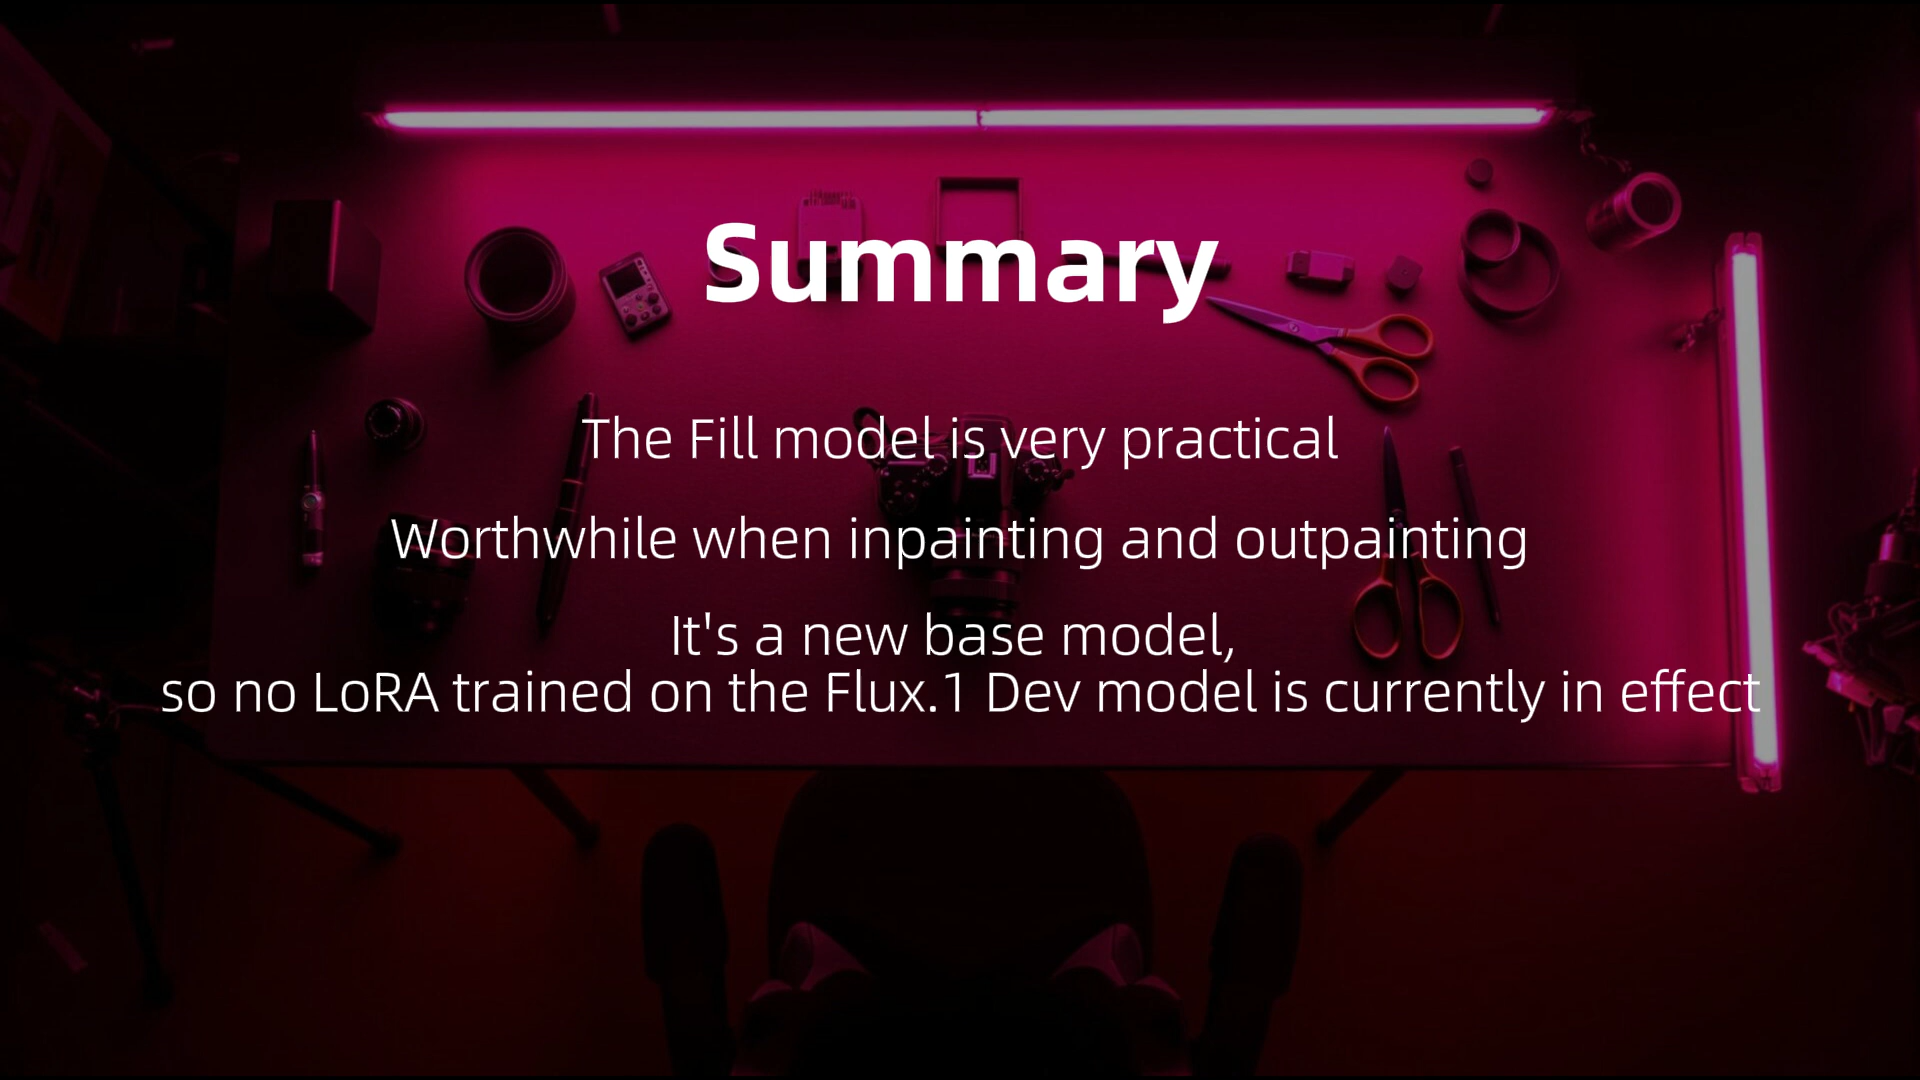 Summary
The Fill model is very practical
Worthwhile when inpainting and outpainting
It's a new base model,
so no LoRA trained on the Flux.1 Dev model is currently in effect